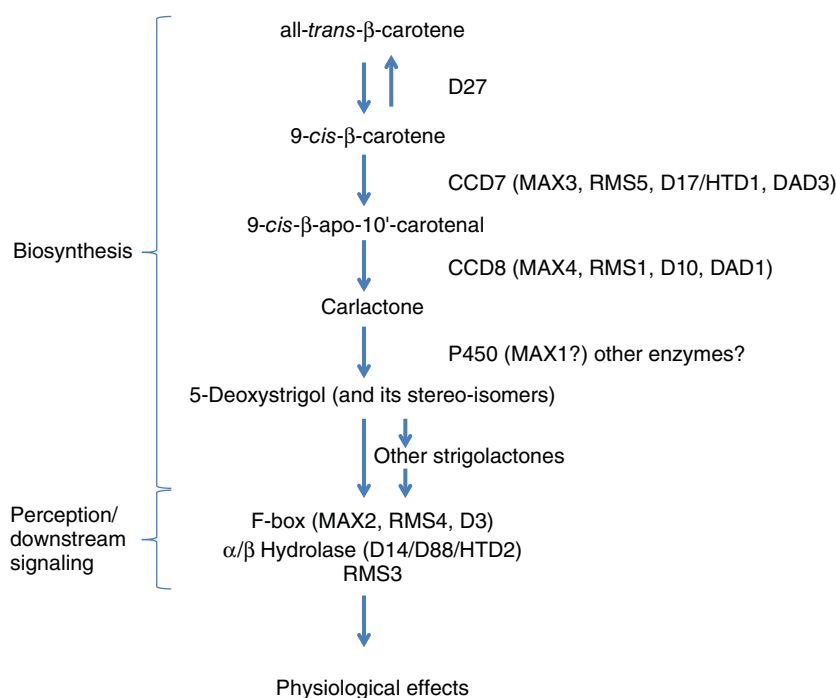 all-trans-β-carotene
D27
9-cis-β-carotene
CCD7 (MAX3, RMS5, D17/HTD1, DAD3)
9-cis-β-apo-10'-carotenal
Biosynthesis
CCD8 (MAX4, RMS1, D10, DAD1)
Carlactone
P450 (MAX1?) other enzymes?
5-Deoxystrigol (and its stereo-isomers)
Other strigolactones
Perception/
downstream
signaling
F-box (MAX2, RMS4, D3)
α/β Hydrolase (D14/D88/HTD2)
RMS3
Physiological effects